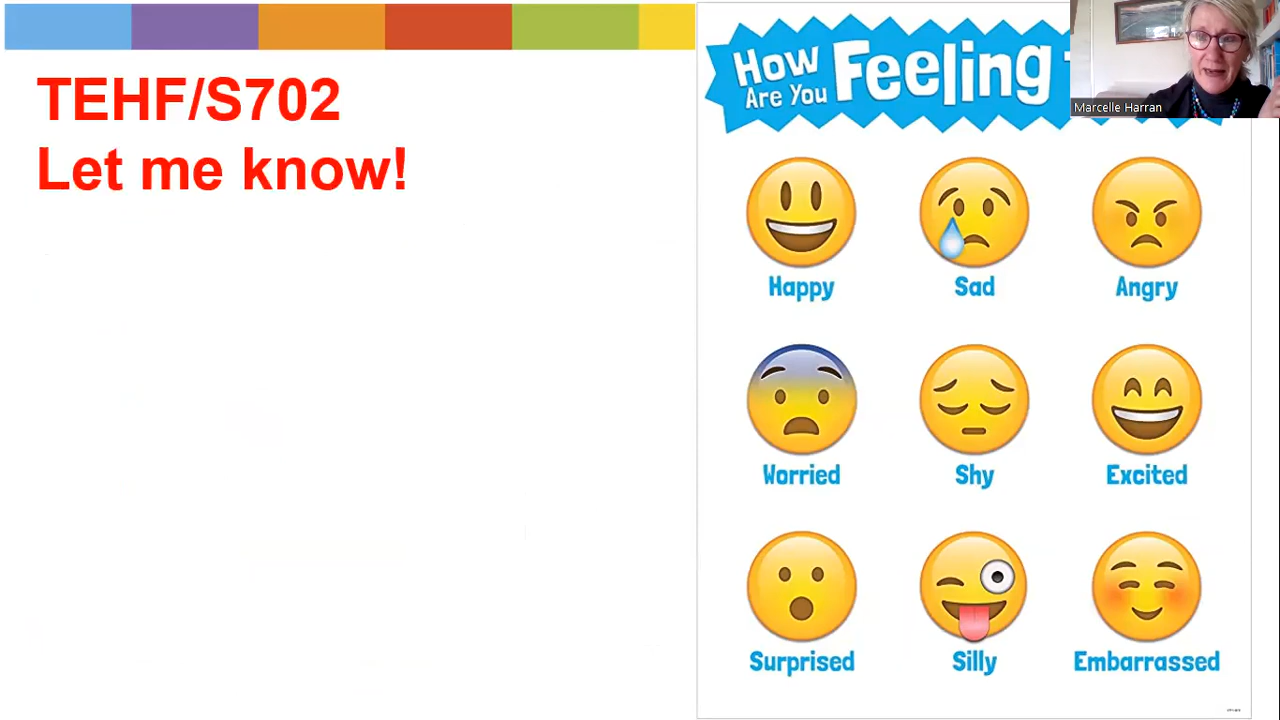 TEHF/S702
Let me know!
How
Are You
Feeling
Marcelle Harran
Happy
Sad
Angry
Worried
Shy
Excited
Surprised
Silly
Embarrassed